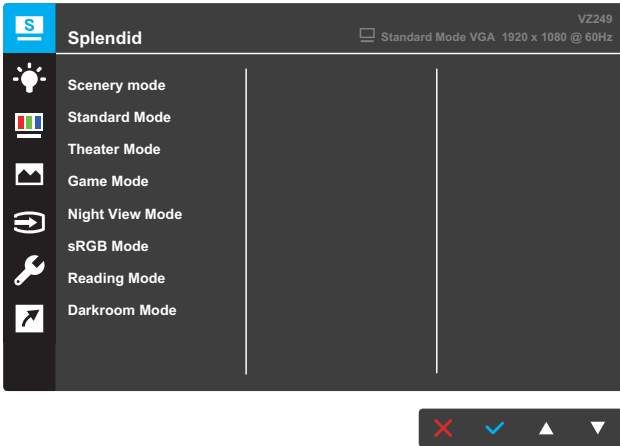 S
VZ249
Splendid
Standard Mode VGA 1920 x 1080 @ 60Hz
Scenery mode
Standard Mode
Theater Mode
Game Mode
Night View Mode
sRGB Mode
Reading Mode
Darkroom Mode